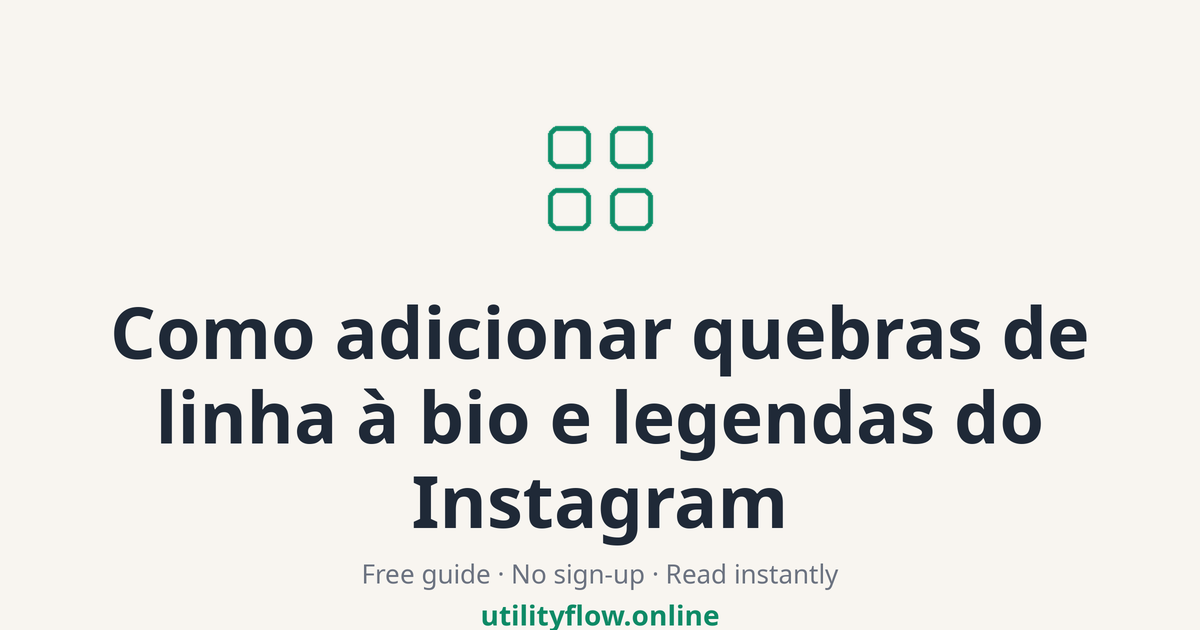 Como adicionar quebras de
linha à bio e legendas do
Instagram
Free guide · No sign-up · Read instantly
utilityflow.online